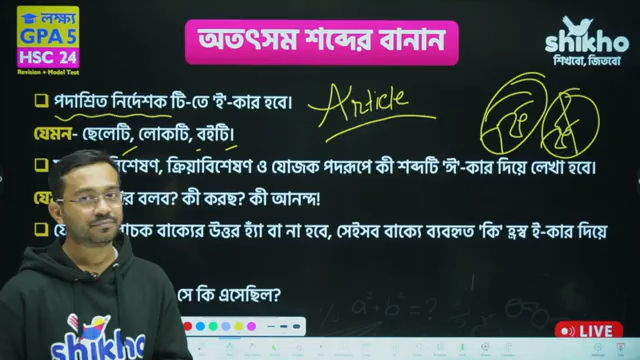 লক্ষ্য
GPA 5
HSC 24
Revision + Model Test
অতৎসম শব্দের বানান
shikho
শিখবো, জিতবো
পদাশ্রিত নির্দেশক টি-তে 'ই'-কার হবে।
Article
যেমন- ছেলেটি, লোকটি, বইটি।
বিশেষণ, ক্রিয়াবিশেষণ ও যোজক পদরূপে কী শব্দটি 'ঈ'-কার দিয়ে লেখা হবে।
বলব? কী করছ? কী আনন্দ!
বাক্যের উত্তর হ্যাঁ বা না হবে, সেইসব বাক্যে ব্যবহৃত 'কি' হ্রস্ব ই-কার দিয়ে
সে কি এসেছিল?
a² + b² = ?
shikho
LIVE